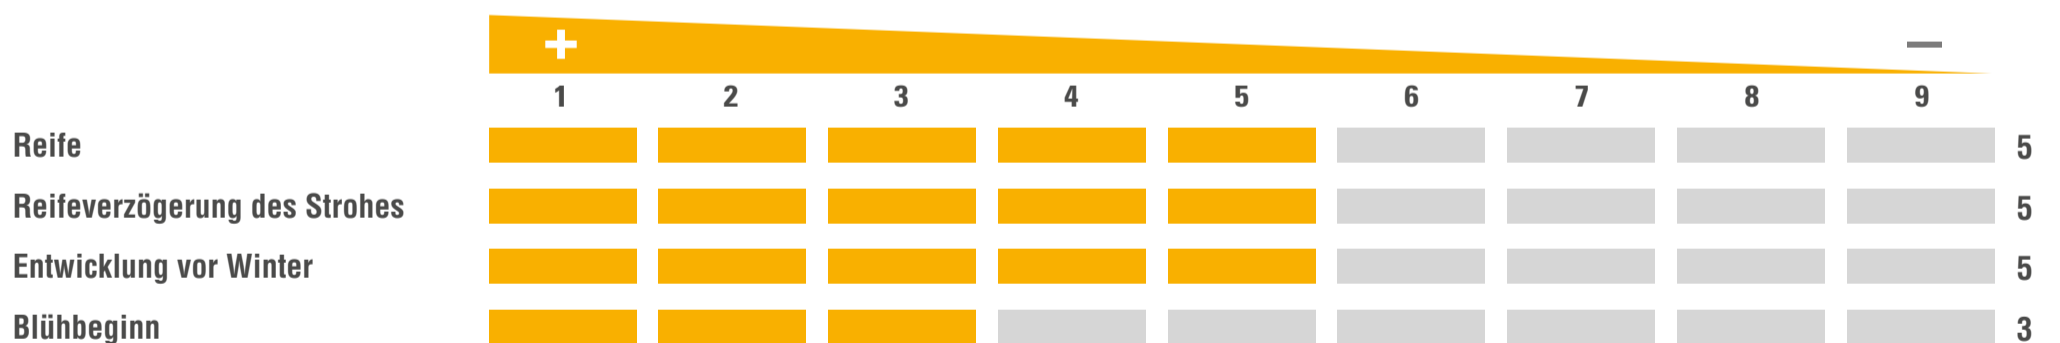 + –
1 2 3 4 5 6 7 8 9
Reife 5
Reifeverzögerung des Strohes 5
Entwicklung vor Winter 5
Blühbeginn 3